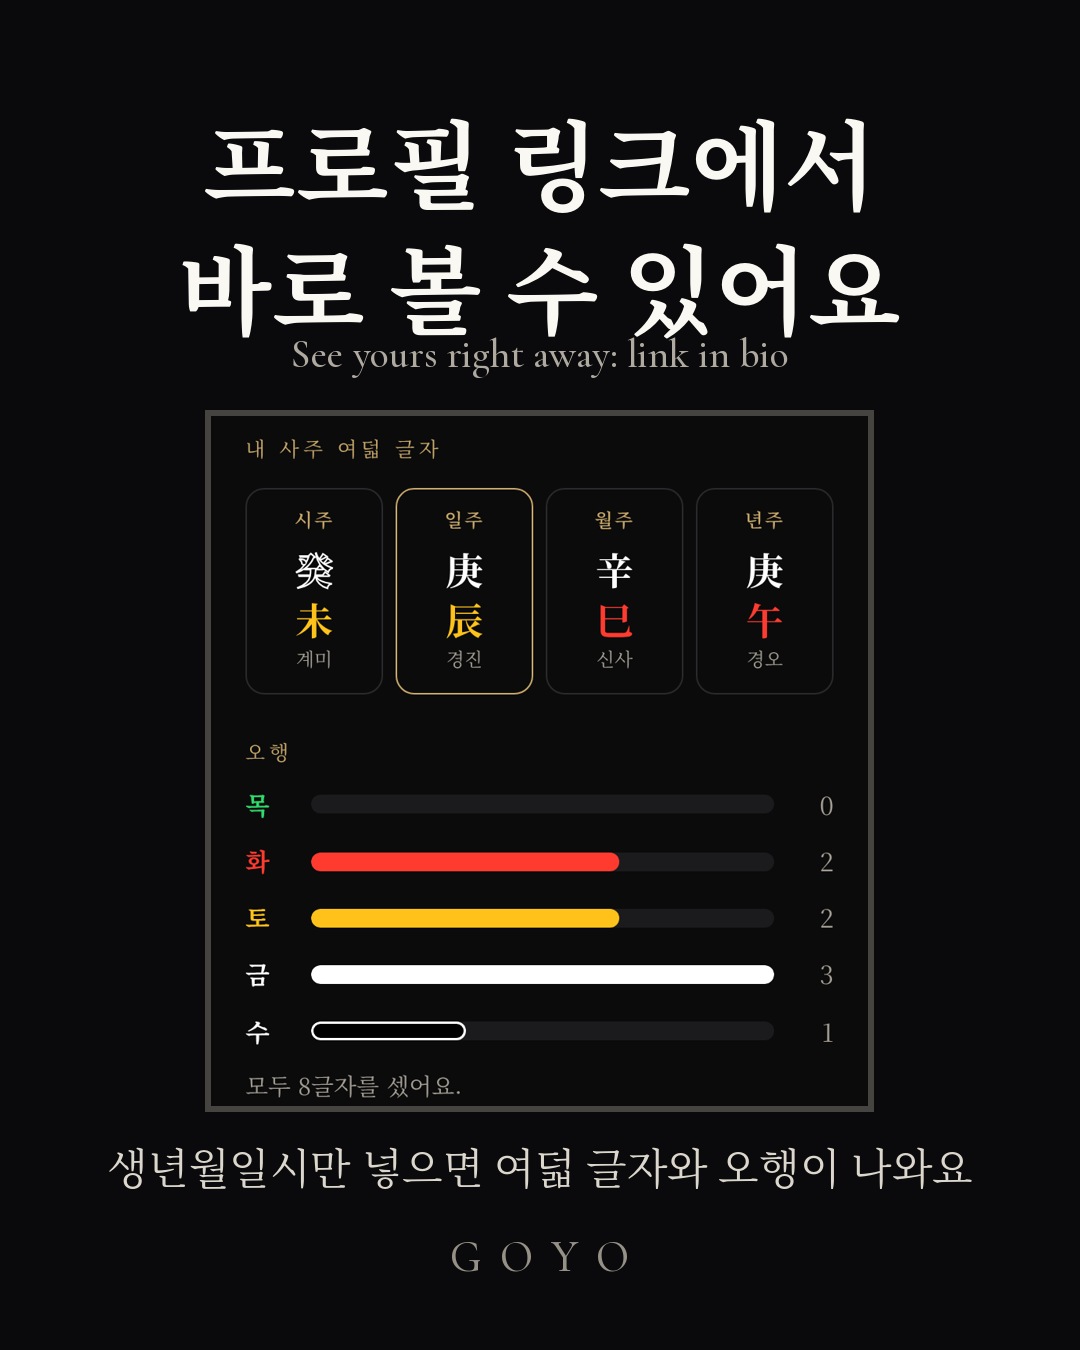 프로필 링크에서
바로 볼 수 있어요
See yours right away: link in bio
내 사주 여덟 글자
시주 일주 월주 년주
癸 庚 辛 庚
未 辰 巳 午
계미 경진 신사 경오
오행
목 0
화 2
토 2
금 3
수 1
모두 8글자를 셌어요.
생년월일시만 넣으면 여덟 글자와 오행이 나와요
GOYO